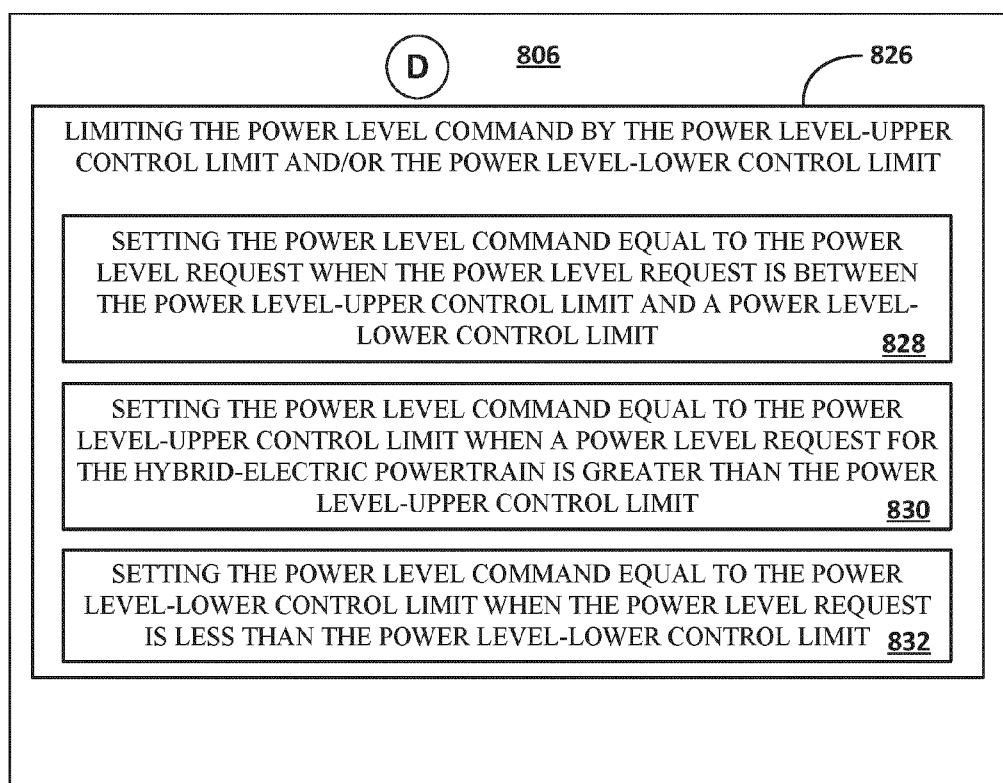 D
806
826
LIMITING THE POWER LEVEL COMMAND BY THE POWER LEVEL-UPPER
CONTROL LIMIT AND/OR THE POWER LEVEL-LOWER CONTROL LIMIT
SETTING THE POWER LEVEL COMMAND EQUAL TO THE POWER
LEVEL REQUEST WHEN THE POWER LEVEL REQUEST IS BETWEEN
THE POWER LEVEL-UPPER CONTROL LIMIT AND A POWER LEVEL-
LOWER CONTROL LIMIT
828
SETTING THE POWER LEVEL COMMAND EQUAL TO THE POWER
LEVEL-UPPER CONTROL LIMIT WHEN A POWER LEVEL REQUEST FOR
THE HYBRID-ELECTRIC POWERTRAIN IS GREATER THAN THE POWER
LEVEL-UPPER CONTROL LIMIT
830
SETTING THE POWER LEVEL COMMAND EQUAL TO THE POWER
LEVEL-LOWER CONTROL LIMIT WHEN THE POWER LEVEL REQUEST
IS LESS THAN THE POWER LEVEL-LOWER CONTROL LIMIT
832